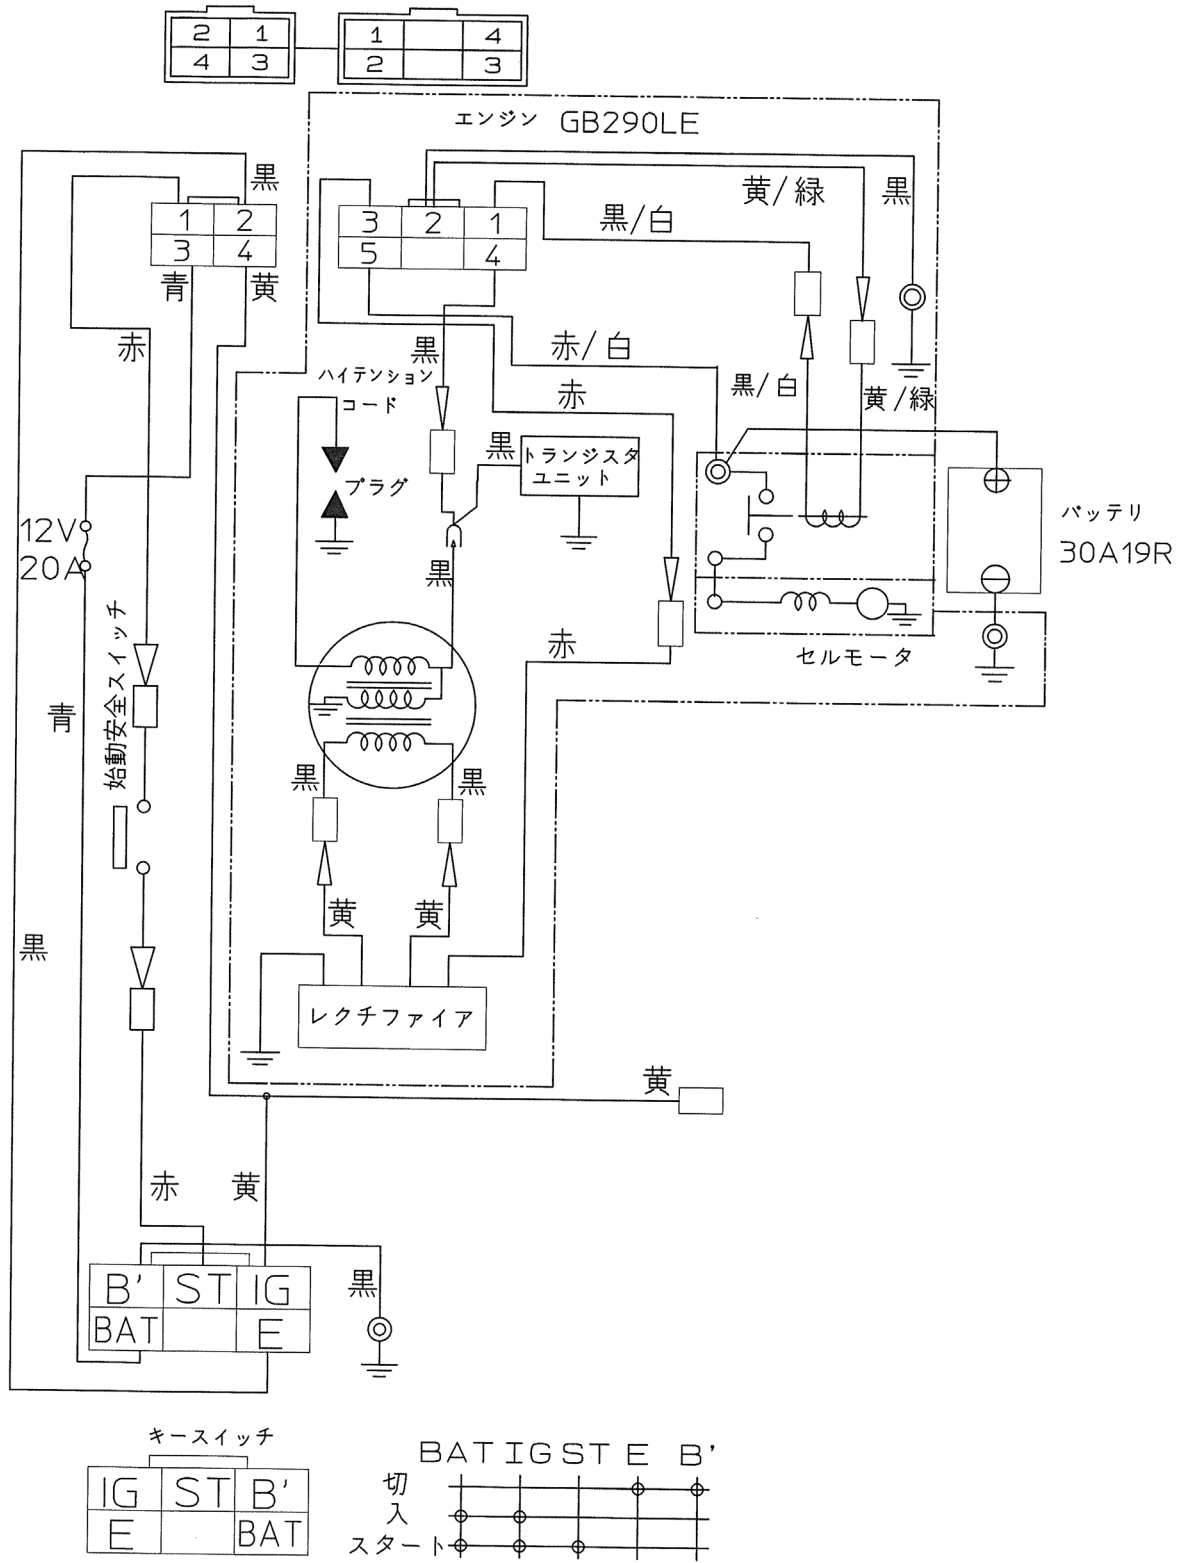 2 1
4 3
1 4
2 3
エンジン GB290LE
黒
黄/緑
黒
1 2
3 4
3 2 1
5 4
黒/白
青
黄
赤
黒
赤/白
ハイテンション
コード
赤
黒/白
黄/緑
黒
トランジスタ
ユニット
プラグ
12V
20A
バッテリ
30A19R
黒
始動安全スイッチ
赤
セルモータ
青
黒
黒
黄
黄
黒
レクチファイア
黄
赤
黄
B' ST IG
BAT E
黒
キースイッチ
IG ST B'
E BAT
BAT IG ST E B'
切
入
スタート